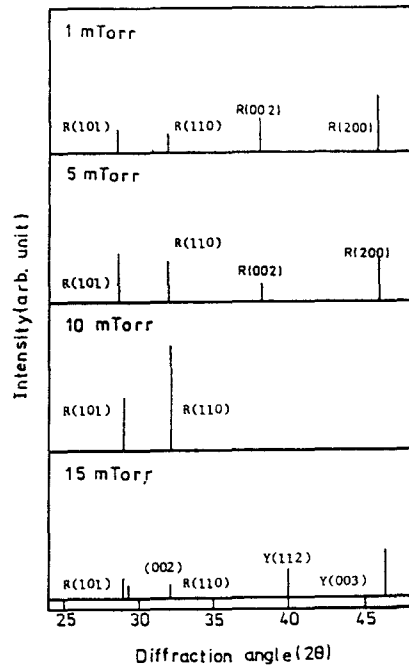 1 mTorr
R(002)
R(101)
R(110)
R(200)
5 mTorr
R(110)
R(200)
R(101)
R(002)
10 mTorr
R(101)
R(110)
15 mTorr
(002)
Y(112)
R(101)
R(110)
Y(003)
25 30 35 40 45
Diffraction angle(2θ)
Intensity(arb. unit)